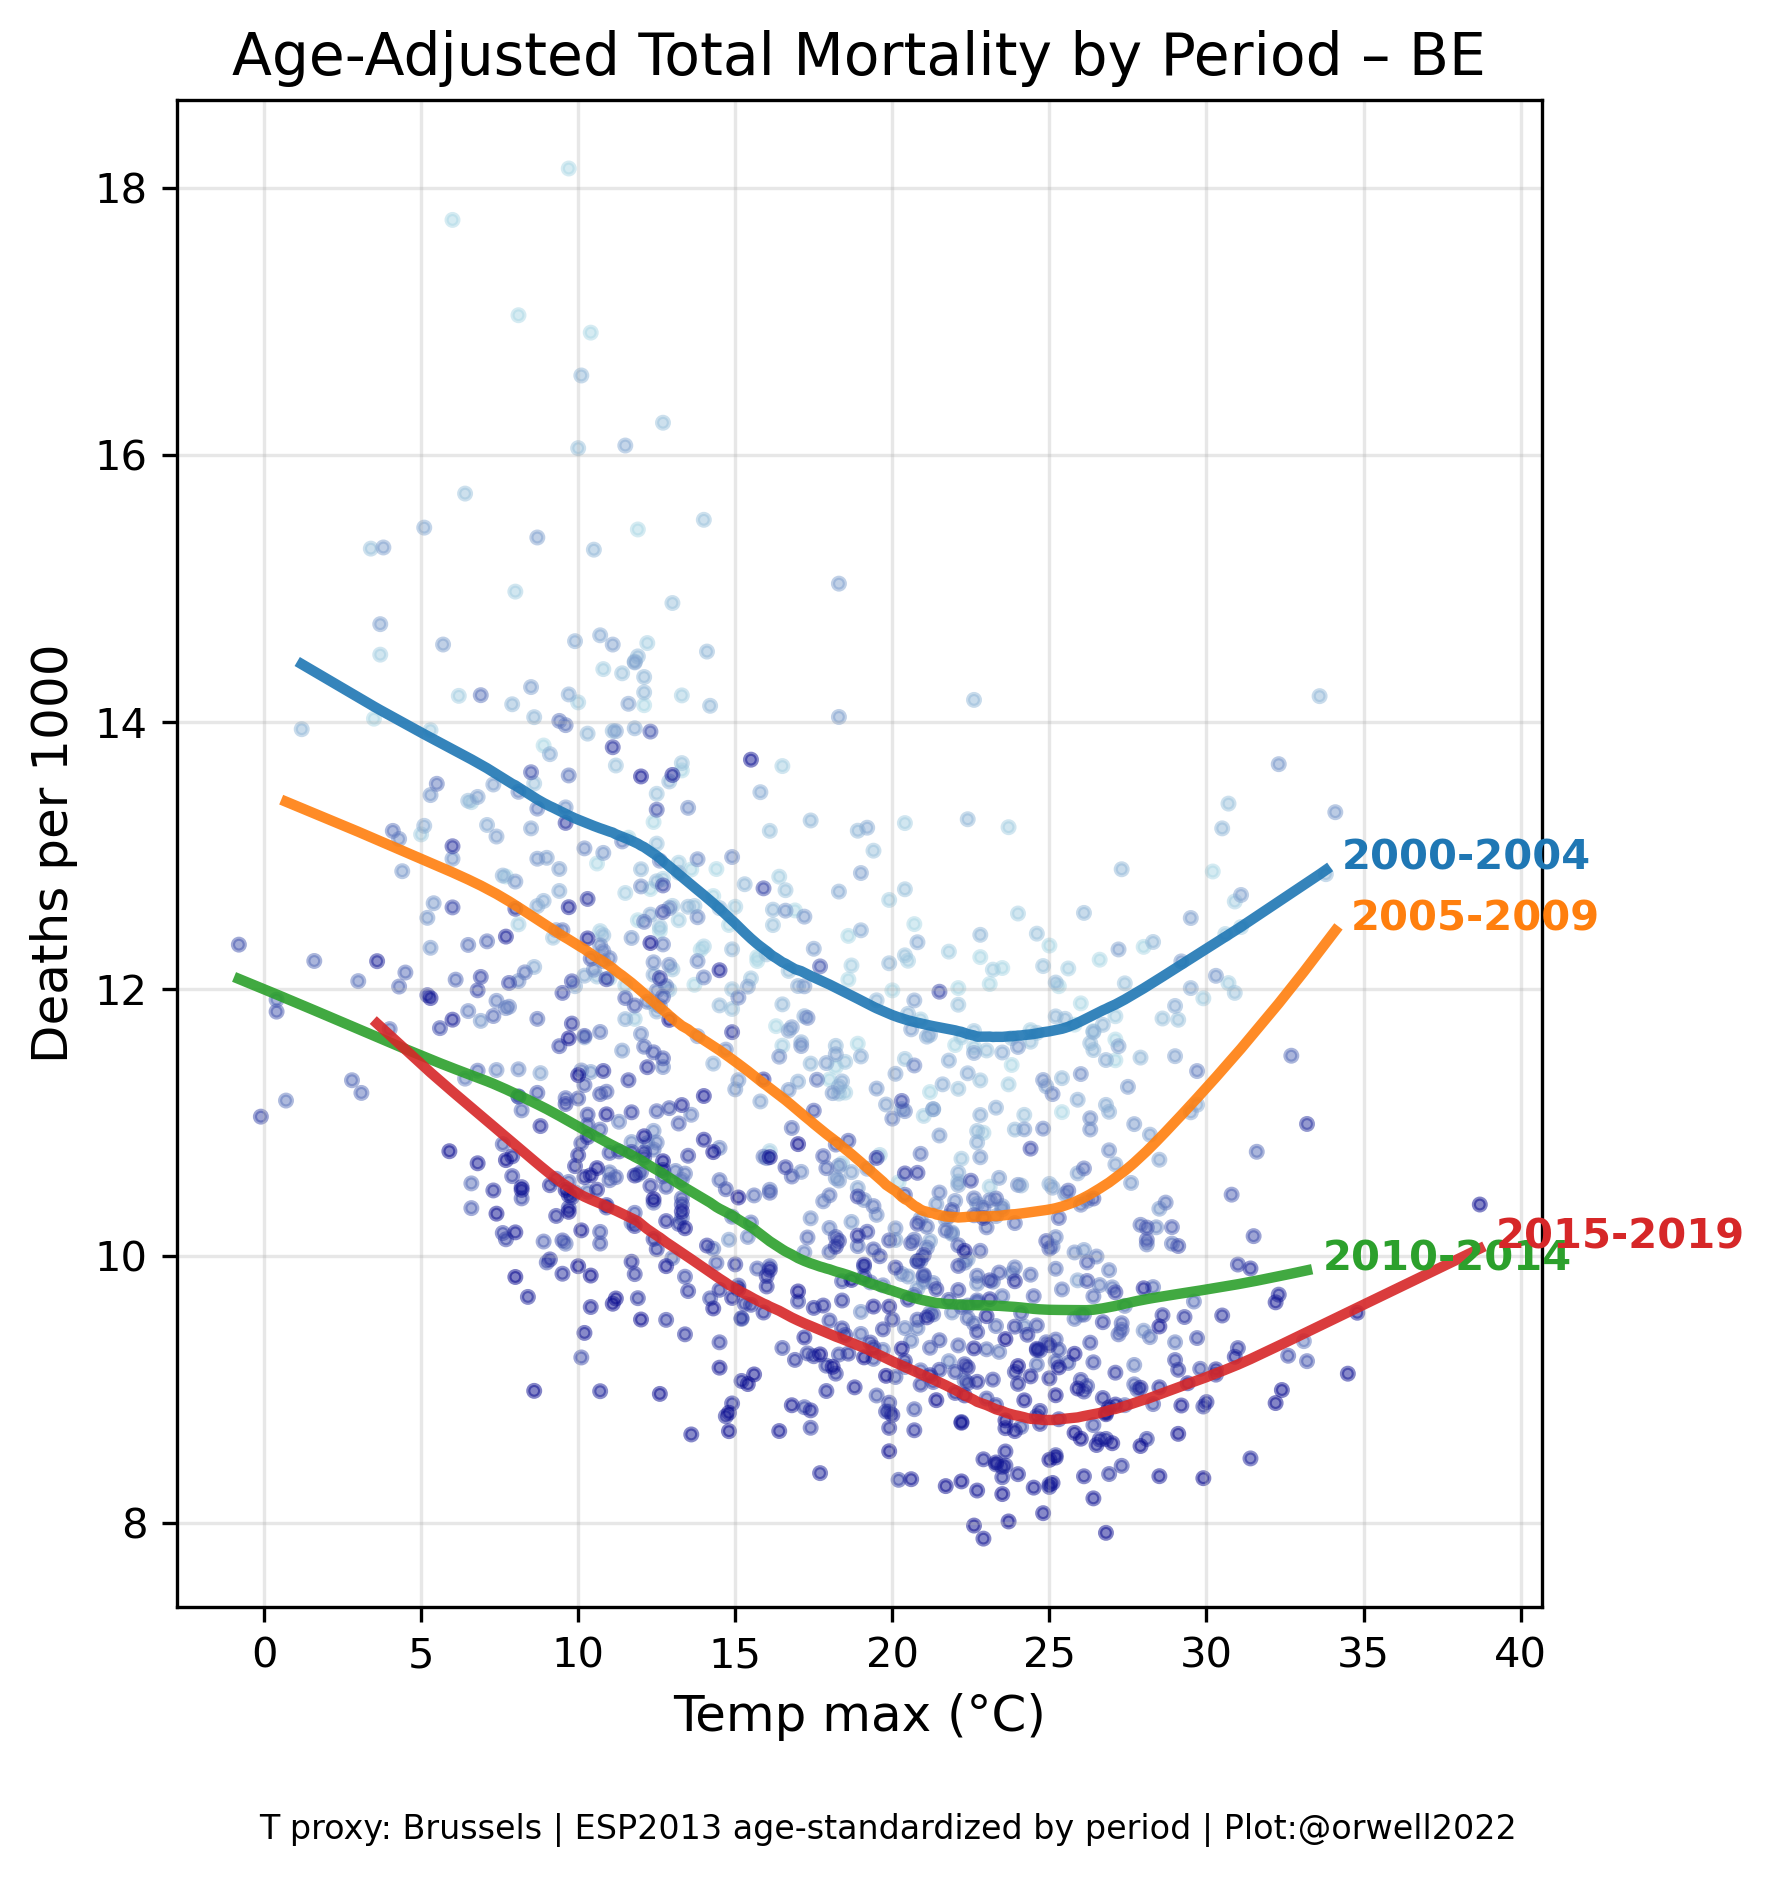 Age-Adjusted Total Mortality by Period – BE
Deaths per 1000
18
16
14
12
10
8
2000-2004
2005-2009
2015-2019
2010-2014
0 5 10 15 20 25 30 35 40
Temp max (°C)
T proxy: Brussels | ESP2013 age-standardized by period | Plot:@orwell2022